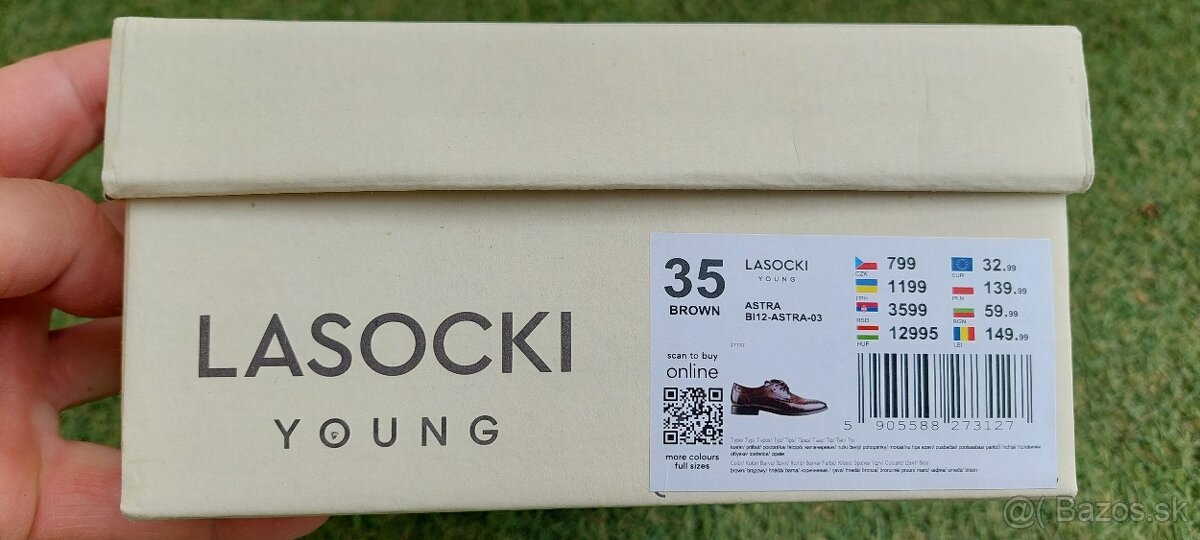 LASOCKI
YOUNG
35
BROWN
LASOCKI
YOUNG
ASTRA
BI12-ASTRA-03
scan to buy
online
more colours
full sizes
CZK 799
1199
3599
HUF 12995
EUR 32.99
PLN 139.99
BGN 59.99
LEI 149.99
5 905588 273127
@( Bazos.sk